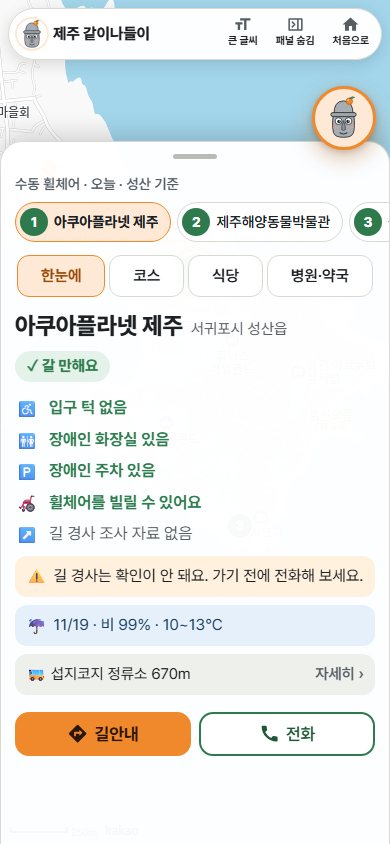 제주 같이나들이
큰 글씨
패널 숨김
처음으로
마을회
수동 휠체어 · 오늘 · 성산 기준
1 아쿠아플라넷 제주
2 제주해양동물박물관
3
한눈에
코스
식당
병원·약국
아쿠아플라넷 제주 서귀포시 성산읍
✓ 갈 만해요
입구 턱 없음
장애인 화장실 있음
P 장애인 주차 있음
휠체어를 빌릴 수 있어요
길 경사 조사 자료 없음
길 경사는 확인이 안 돼요. 가기 전에 전화해 보세요.
11/19 · 비 99% · 10~13°C
섭지코지 정류소 670m 자세히 ›
길안내
전화
kakao